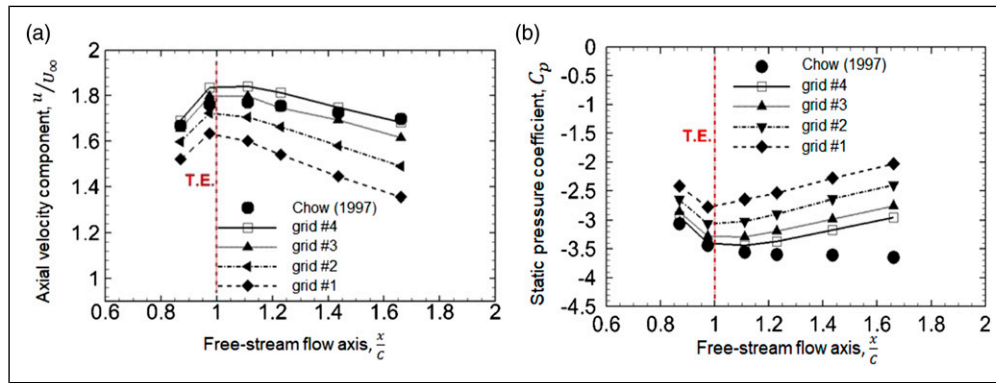 (a)
2
1.8
1.6
1.4
1.2
1
0.6 0.8 1 1.2 1.4 1.6 1.8 2
Axial velocity component, u/υ∞
Free-stream flow axis, x/c
T.E.
Chow (1997)
grid #4
grid #3
grid #2
grid #1
(b)
0
-0.5
-1
-1.5
-2
-2.5
-3
-3.5
-4
-4.5
0.6 0.8 1 1.2 1.4 1.6 1.8 2
Static pressure coefficient, Cp
Free-stream flow axis, x/c
T.E.
Chow (1997)
grid #4
grid #3
grid #2
grid #1